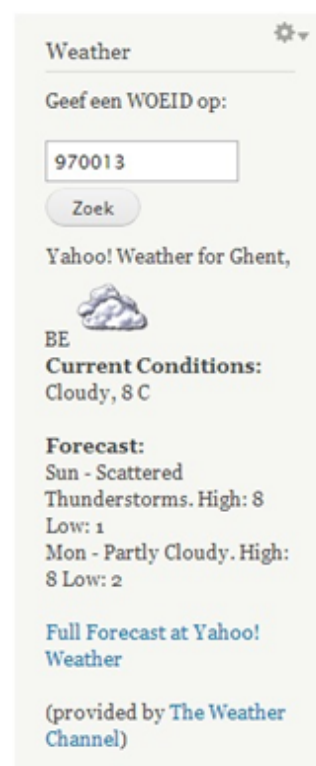 Weather
Geef een WOEID op:
970013
Zoek
Yahoo! Weather for Ghent,
BE
Current Conditions:
Cloudy, 8 C
Forecast:
Sun - Scattered
Thunderstorms. High: 8
Low: 1
Mon - Partly Cloudy. High:
8 Low: 2
Full Forecast at Yahoo!
Weather
(provided by The Weather
Channel)